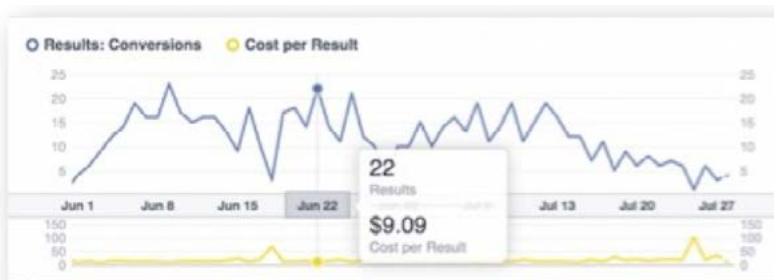 Results: Conversions Cost per Result
25 25
20 20
15 15
10 10
5 5
22
Results
Jun 1 Jun 8 Jun 15 Jun 22 Jul 13 Jul 20 Jul 27
$9.09
Cost per Result
150 150
100 100
50 50
0 0